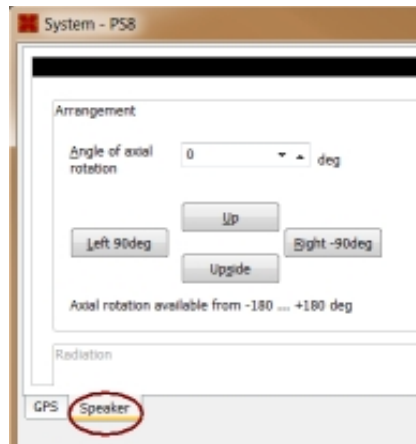 System - PS8
Arrangement
Angle of axial
rotation
0
deg
Up
Left 90deg
Right -90deg
Upside
Axial rotation available from -180 .... +180 deg
Radiation
GPS
Speaker